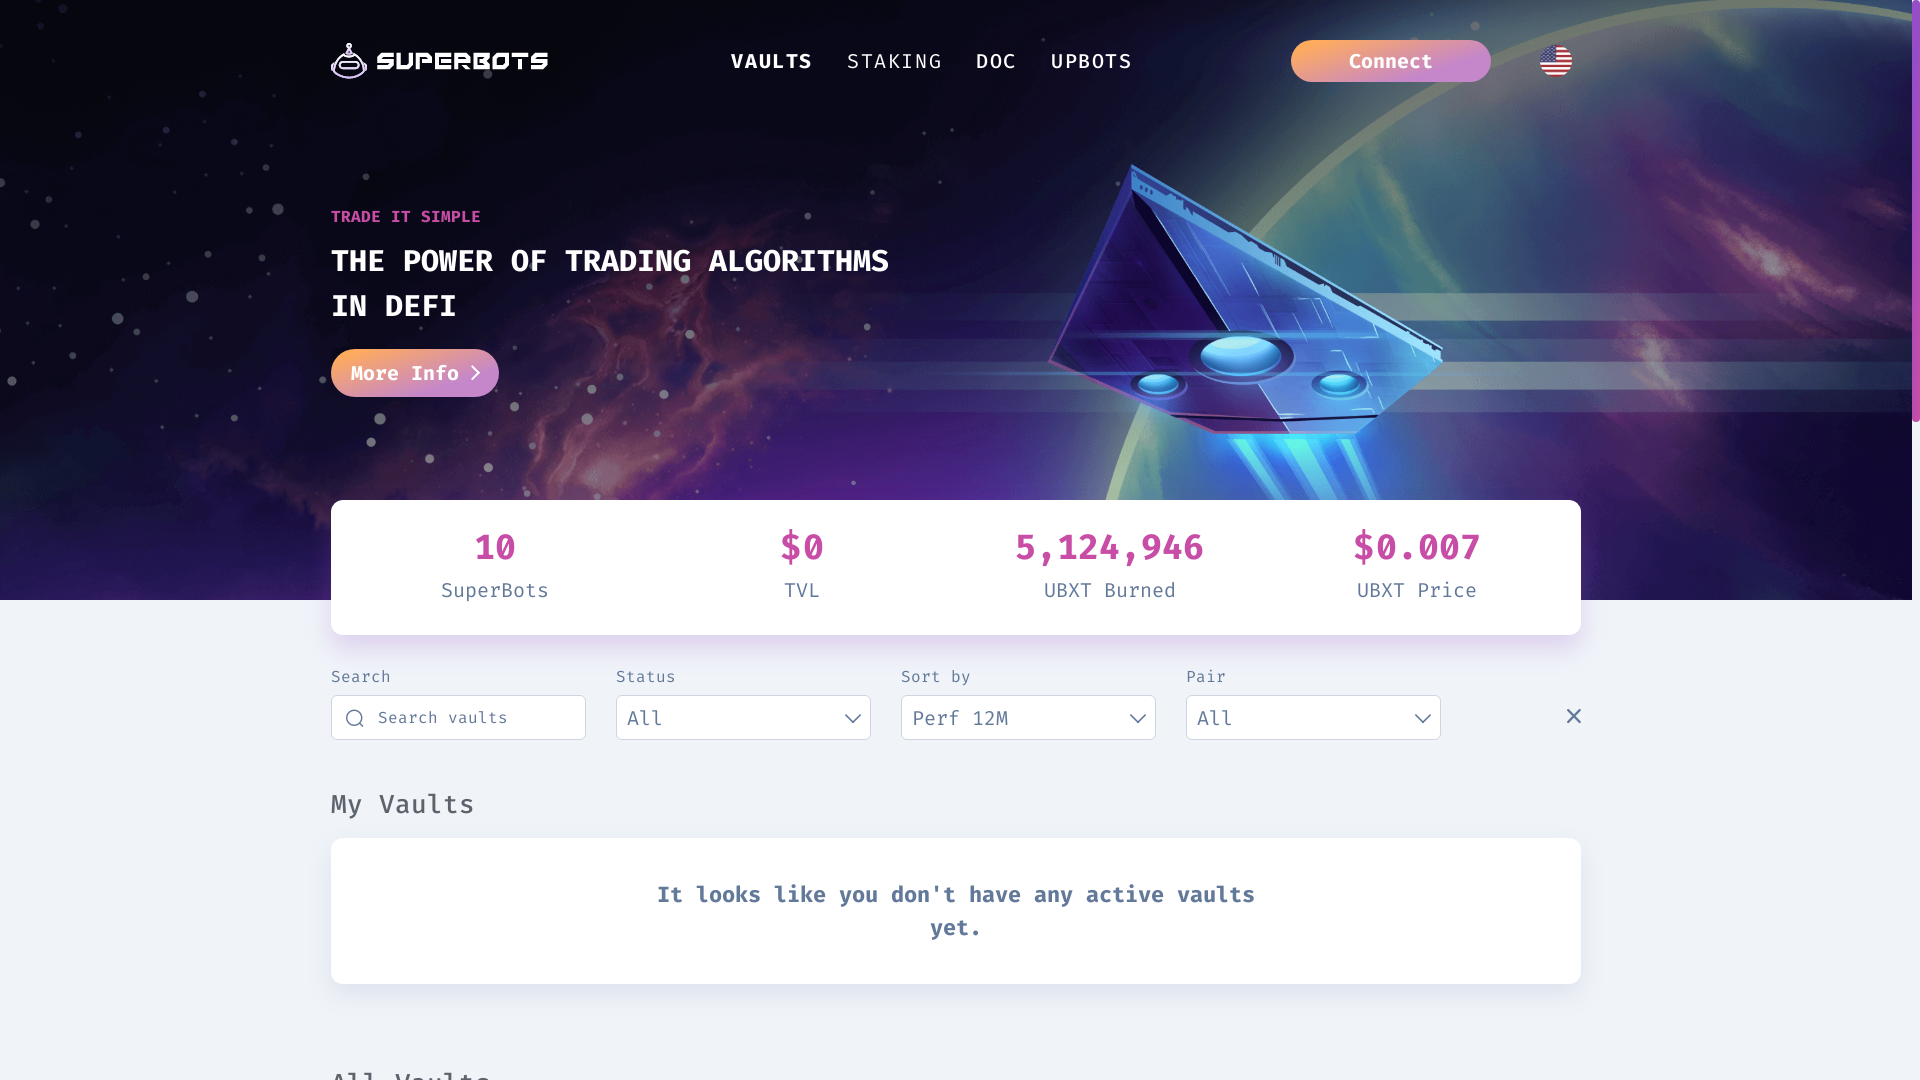 SUPERBOTS
VAULTS STAKING DOC UPBOTS
Connect
TRADE IT SIMPLE
THE POWER OF TRADING ALGORITHMS
IN DEFI
More Info
10 $0 5,124,946 $0.007
SuperBots TVL UBXT Burned UBXT Price
Search Status Sort by Pair
Search vaults All Perf 12M All
My Vaults
It looks like you don't have any active vaults
yet.
All Vaults